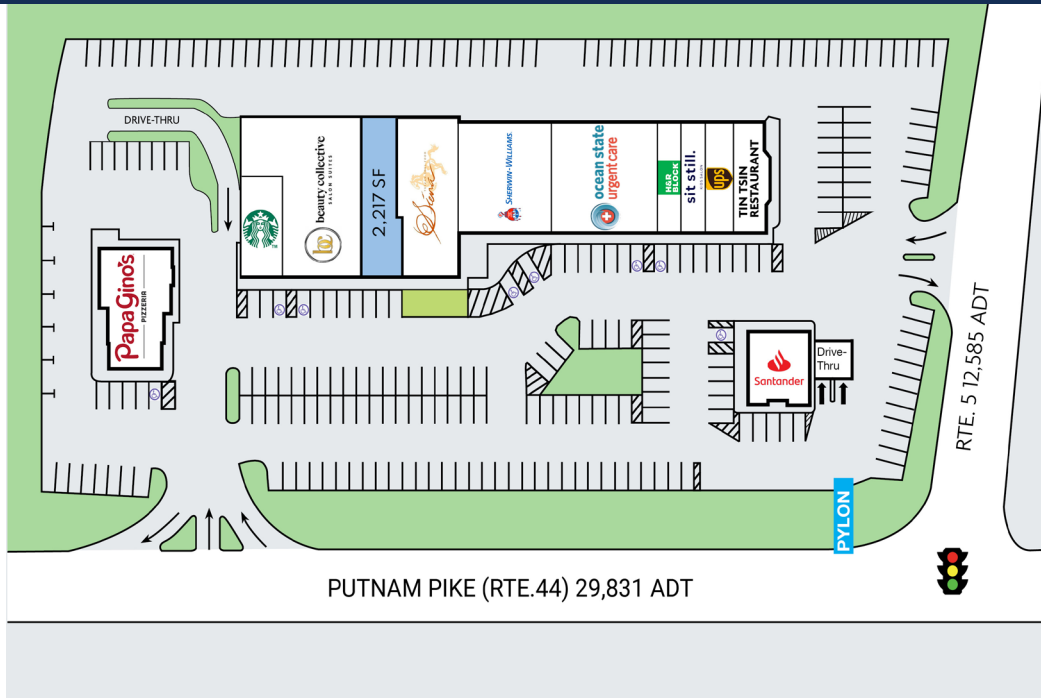 DRIVE-THRU
beauty collective
SALON SUITES
2,217 SF
Siena
SHERWIN-WILLIAMS.
ocean state
urgent care
H&R
BLOCK
sit still.
ups
TIN TSIN
RESTAURANT
Papa Gino's
PIZZERIA
bc
Santander
Drive-
Thru
RTE. 5 12,585 ADT
PYLON
PUTNAM PIKE (RTE.44) 29,831 ADT